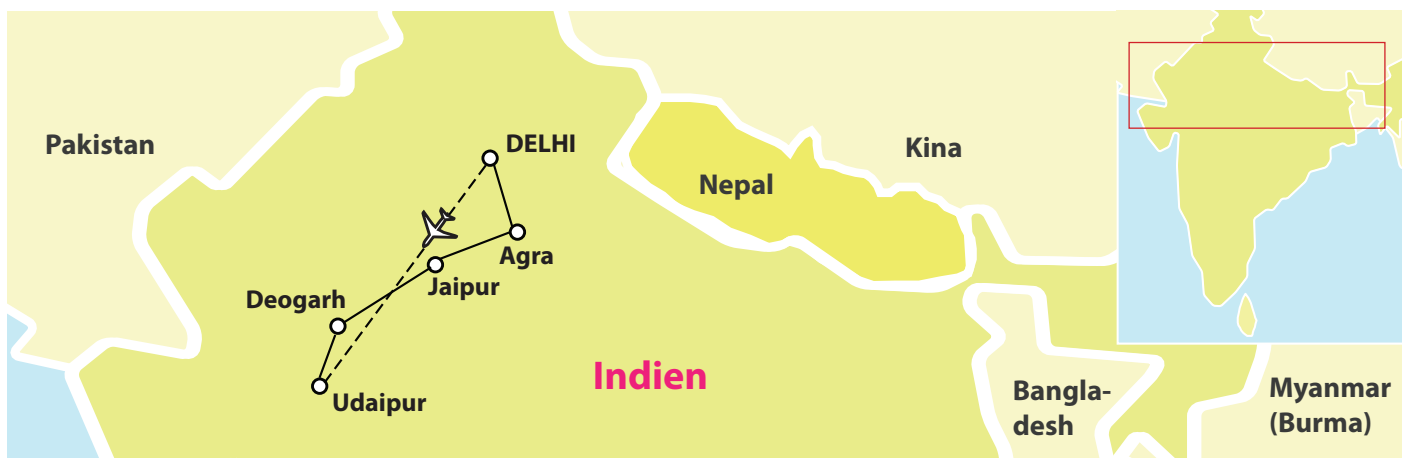 Pakistan
DELHI
Kina
Nepal
Agra
Jaipur
Deogarh
Indien
Udaipur
Bangla-
desh
Myanmar
(Burma)